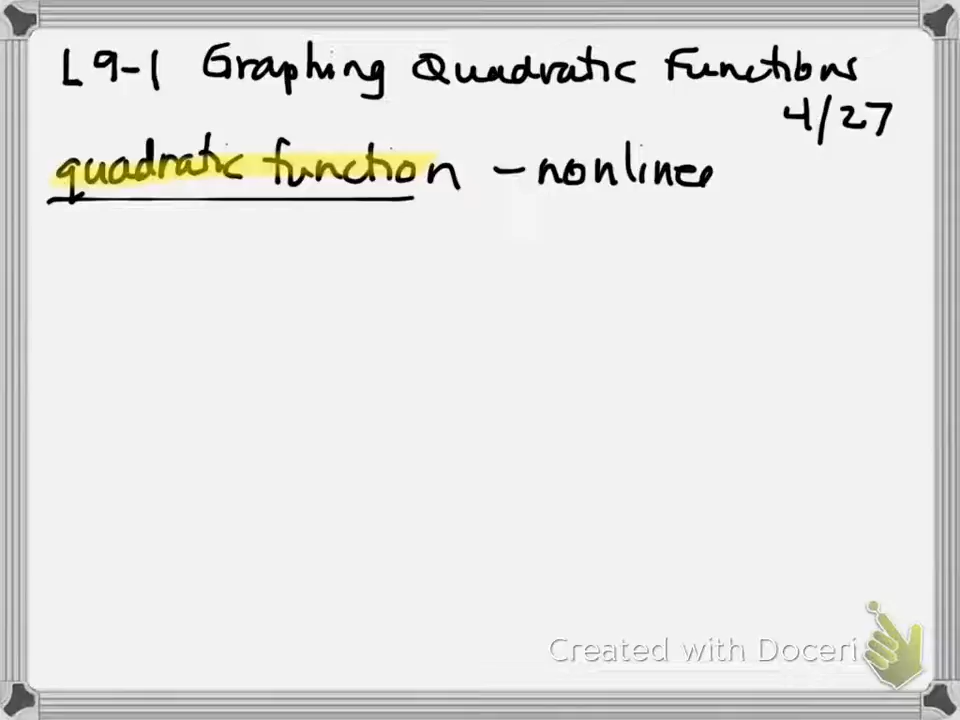 L9-1 Graphing Quadratic Functions
4/27
quadratic function - nonlinea
Created with Doceri